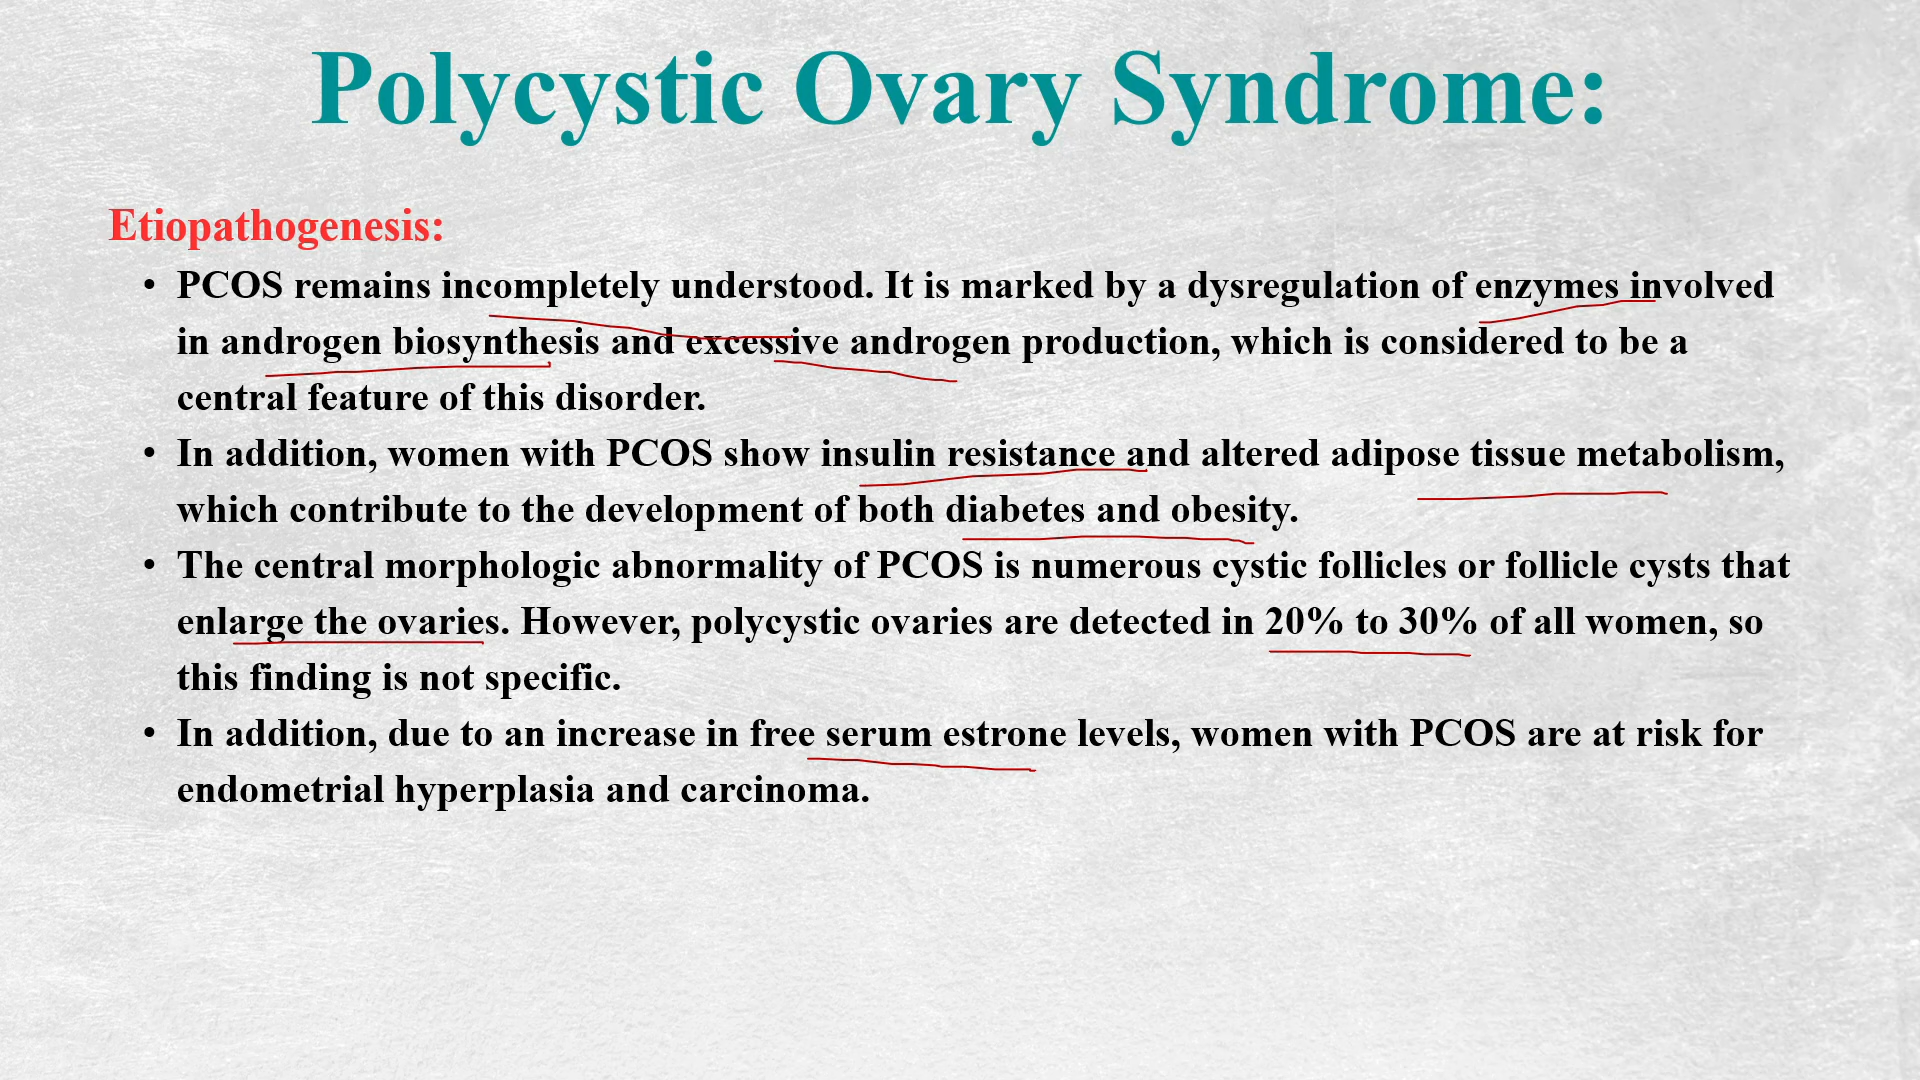 Polycystic Ovary Syndrome:
Etiopathogenesis:
• PCOS remains incompletely understood. It is marked by a dysregulation of enzymes involved
in androgen biosynthesis and excessive androgen production, which is considered to be a
central feature of this disorder.
• In addition, women with PCOS show insulin resistance and altered adipose tissue metabolism,
which contribute to the development of both diabetes and obesity.
• The central morphologic abnormality of PCOS is numerous cystic follicles or follicle cysts that
enlarge the ovaries. However, polycystic ovaries are detected in 20% to 30% of all women, so
this finding is not specific.
• In addition, due to an increase in free serum estrone levels, women with PCOS are at risk for
endometrial hyperplasia and carcinoma.